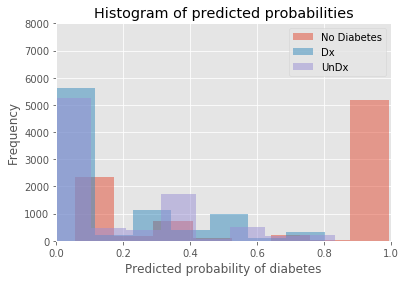 Histogram of predicted probabilities
8000
7000
6000
5000
4000
3000
2000
1000
0
Frequency
No Diabetes
Dx
UnDx
0.0 0.2 0.4 0.6 0.8 1.0
Predicted probability of diabetes